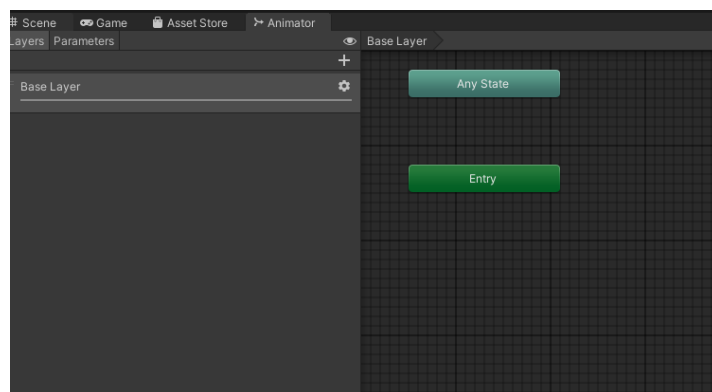 # Scene Game Asset Store Animator
Layers Parameters
Base Layer
Base Layer
Any State
Entry